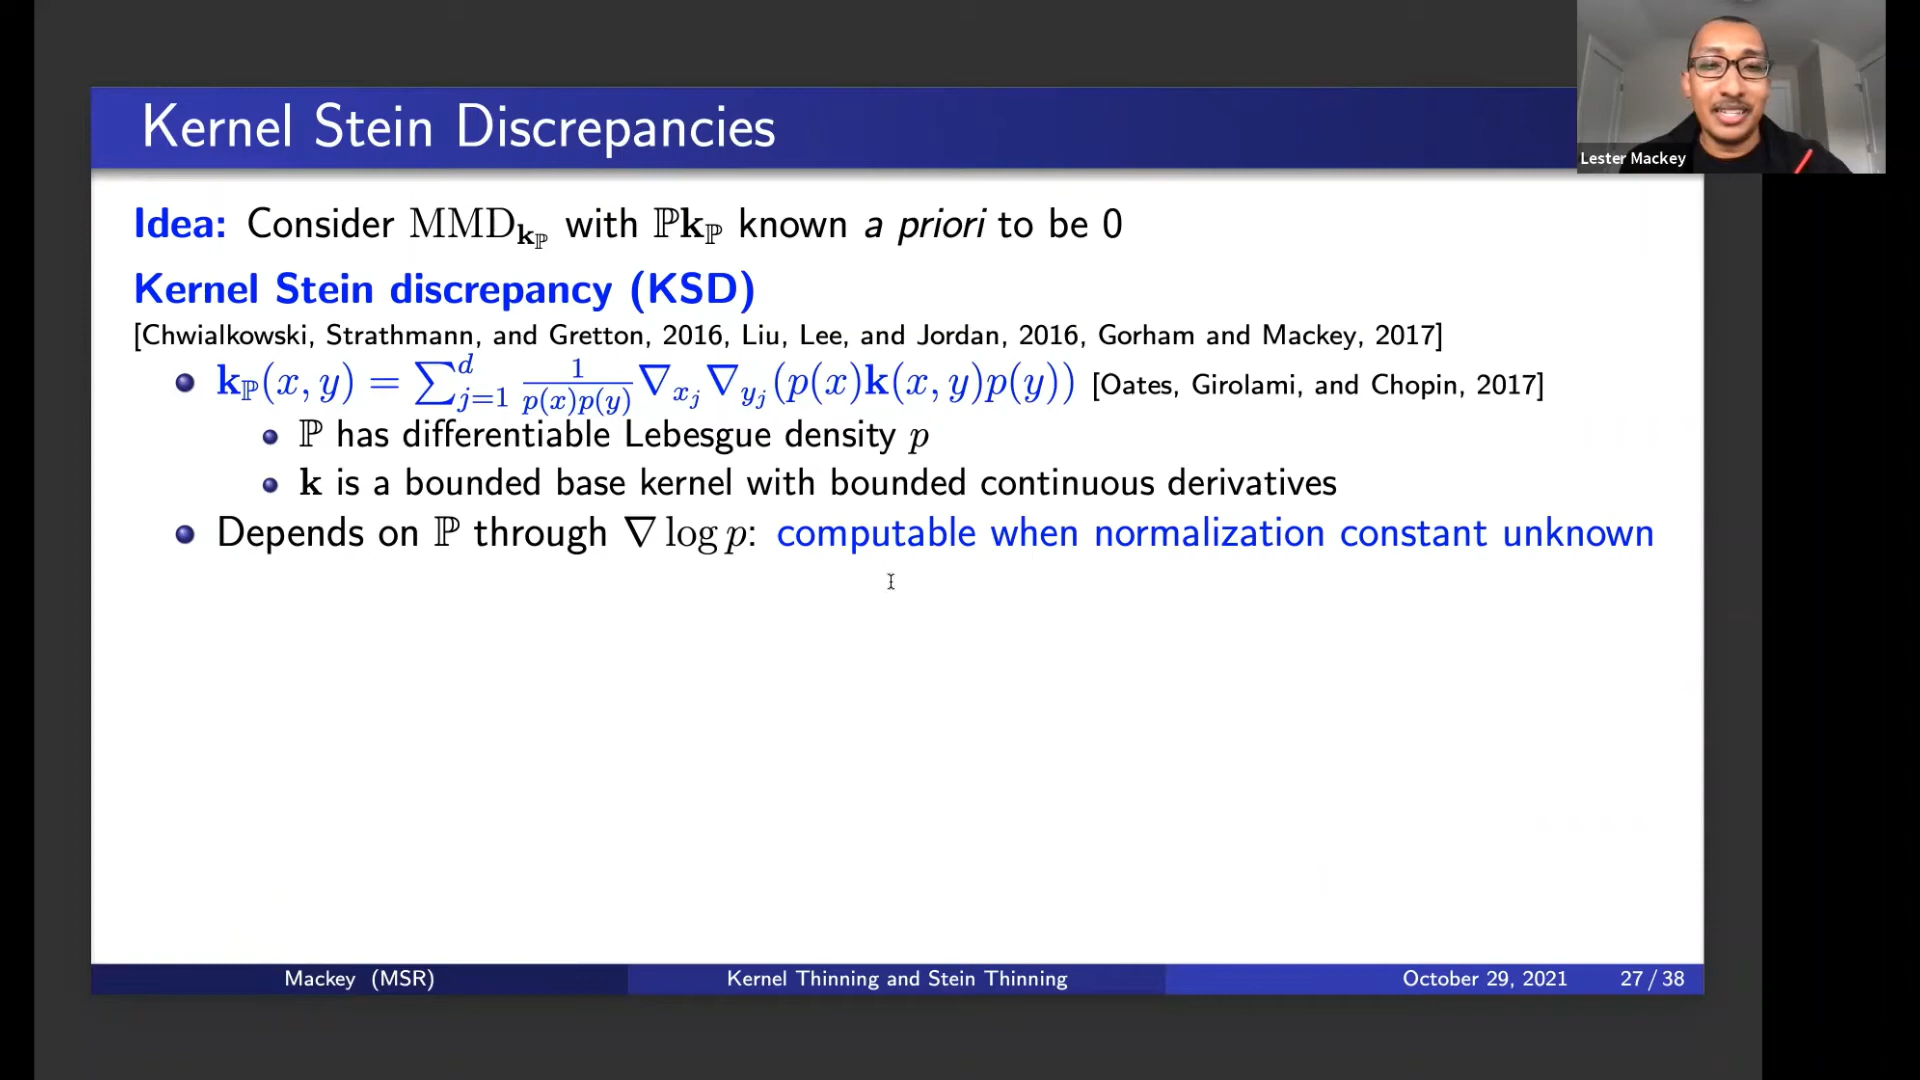 Kernel Stein Discrepancies
Lester Mackey
Idea: Consider MMD_{k_ℙ} with ℙk_ℙ known a priori to be 0
Kernel Stein discrepancy (KSD)
[Chwialkowski, Strathmann, and Gretton, 2016, Liu, Lee, and Jordan, 2016, Gorham and Mackey, 2017]
k_ℙ(x, y) = ∑_{j=1}^{d} \frac{1}{p(x)p(y)} ∇_{x_j} ∇_{y_j} (p(x)k(x, y)p(y)) [Oates, Girolami, and Chopin, 2017]
ℙ has differentiable Lebesgue density p
k is a bounded base kernel with bounded continuous derivatives
Depends on ℙ through ∇ log p: computable when normalization constant unknown
Mackey (MSR) Kernel Thinning and Stein Thinning October 29, 2021 27 / 38